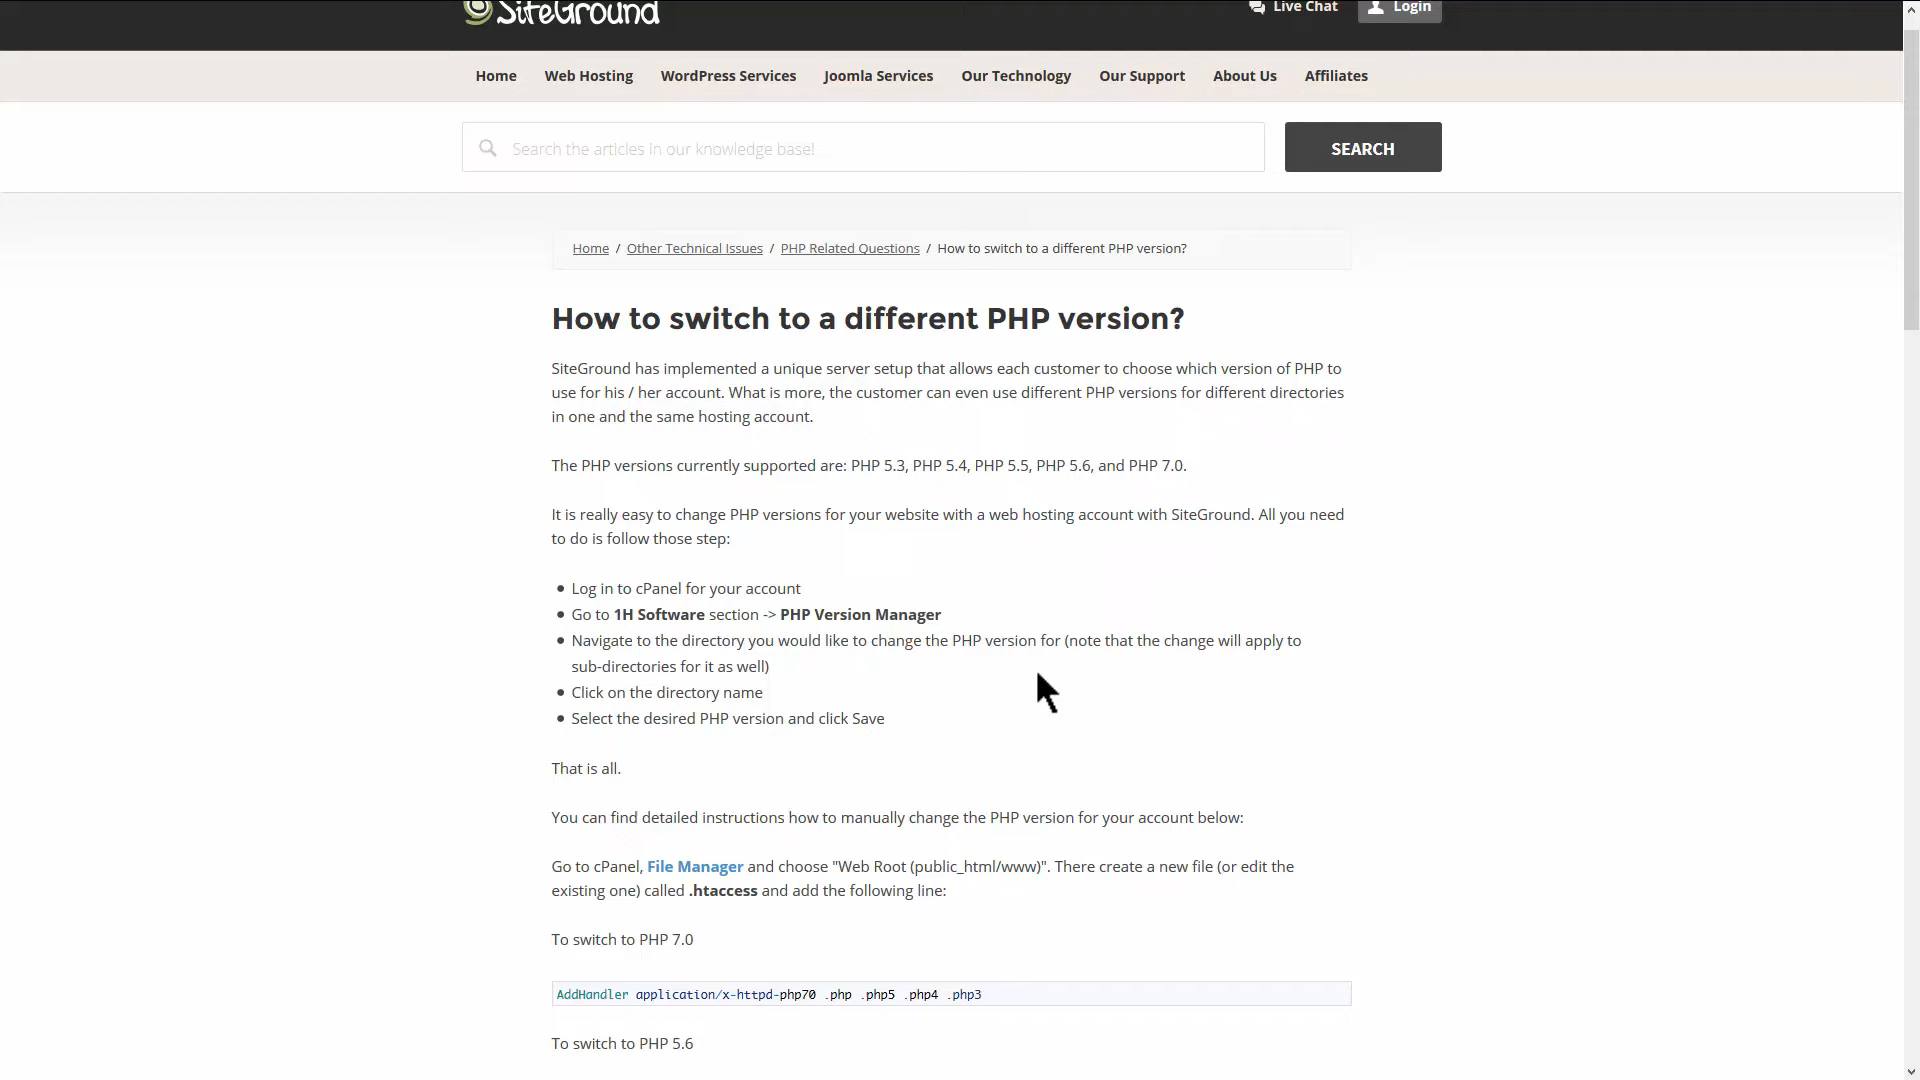 SiteGround
Live Chat
Login
Home
Web Hosting
WordPress Services
Joomla Services
Our Technology
Our Support
About Us
Affiliates
Search the articles in our knowledge base!
SEARCH
Home / Other Technical Issues / PHP Related Questions / How to switch to a different PHP version?
How to switch to a different PHP version?
SiteGround has implemented a unique server setup that allows each customer to choose which version of PHP to
use for his / her account. What is more, the customer can even use different PHP versions for different directories
in one and the same hosting account.
The PHP versions currently supported are: PHP 5.3, PHP 5.4, PHP 5.5, PHP 5.6, and PHP 7.0.
It is really easy to change PHP versions for your website with a web hosting account with SiteGround. All you need
to do is follow those step:
Log in to cPanel for your account
Go to 1H Software section -> PHP Version Manager
Navigate to the directory you would like to change the PHP version for (note that the change will apply to
sub-directories for it as well)
Click on the directory name
Select the desired PHP version and click Save
That is all.
You can find detailed instructions how to manually change the PHP version for your account below:
Go to cPanel, File Manager and choose "Web Root (public_html/www)". There create a new file (or edit the
existing one) called .htaccess and add the following line:
To switch to PHP 7.0
AddHandler application/x-httpd-php70 .php .php5 .php4 .php3
To switch to PHP 5.6